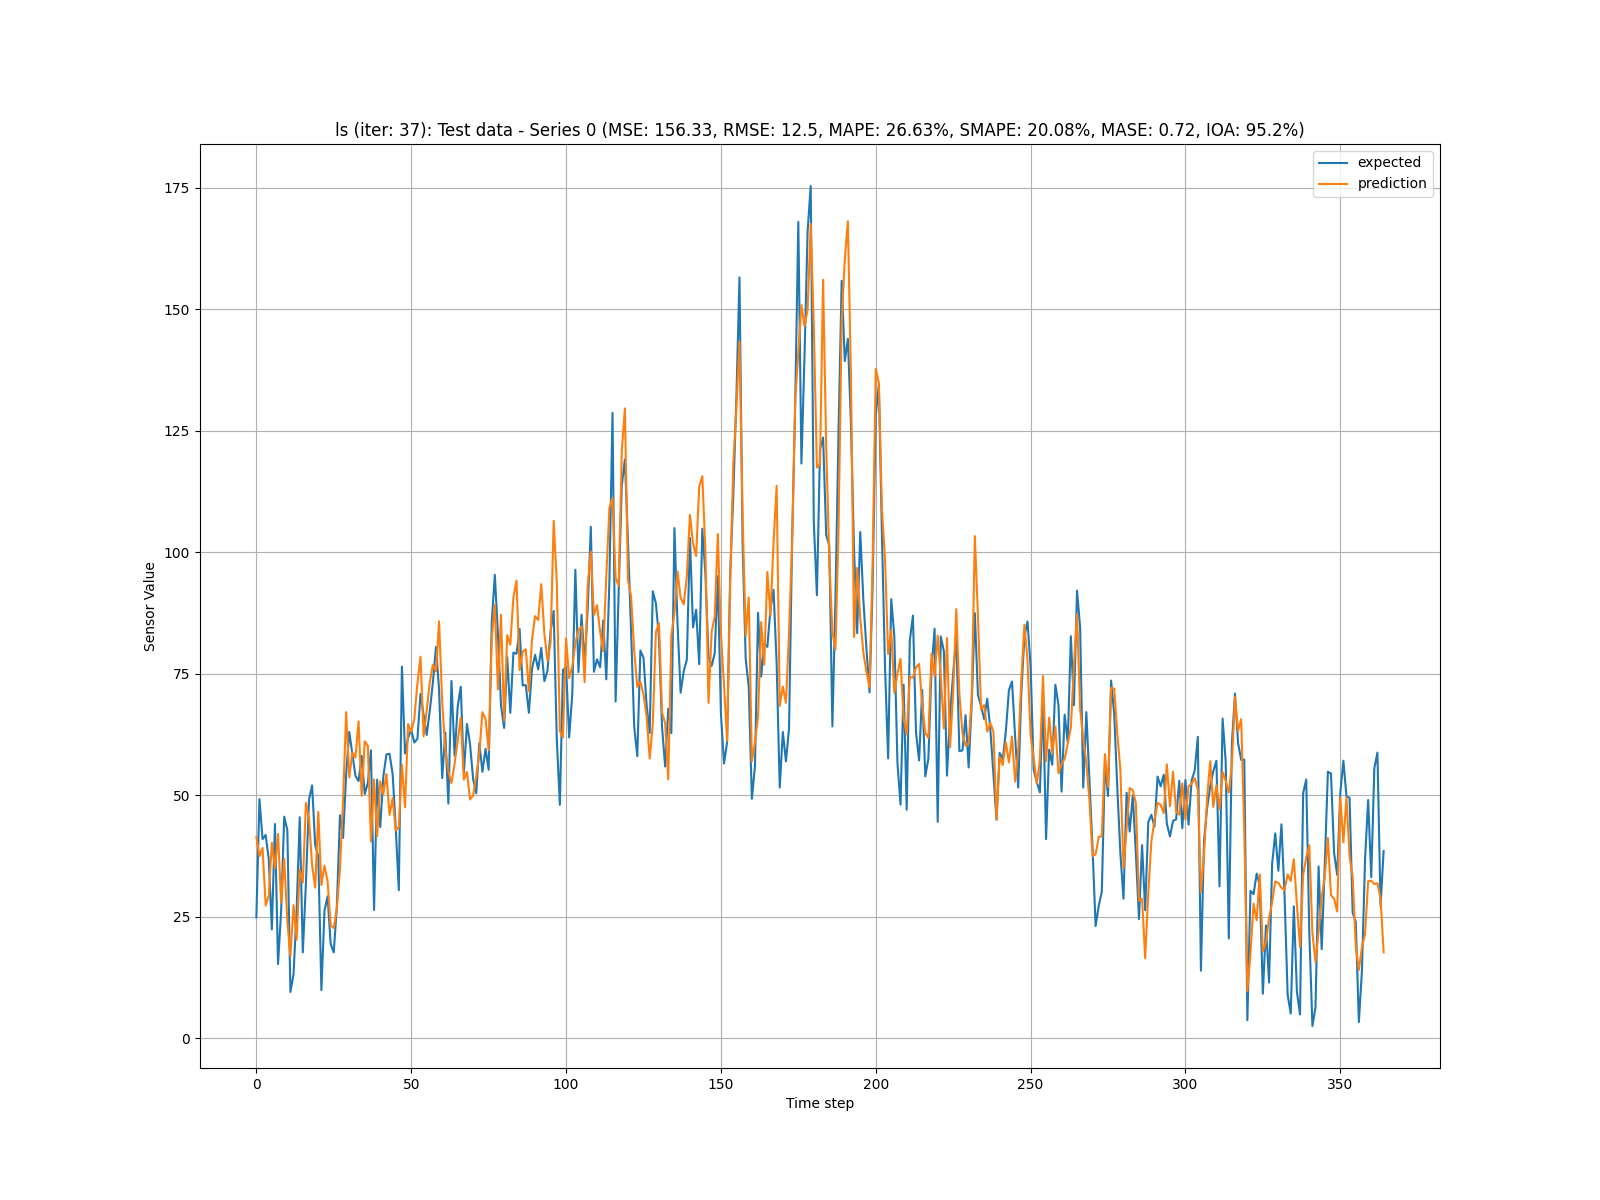 ls (iter: 37): Test data - Series 0 (MSE: 156.33, RMSE: 12.5, MAPE: 26.63%, SMAPE: 20.08%, MASE: 0.72, IOA: 95.2%)
expected
prediction
175
150
125
100
75
50
25
0
Sensor Value
0 50 100 150 200 250 300 350
Time step